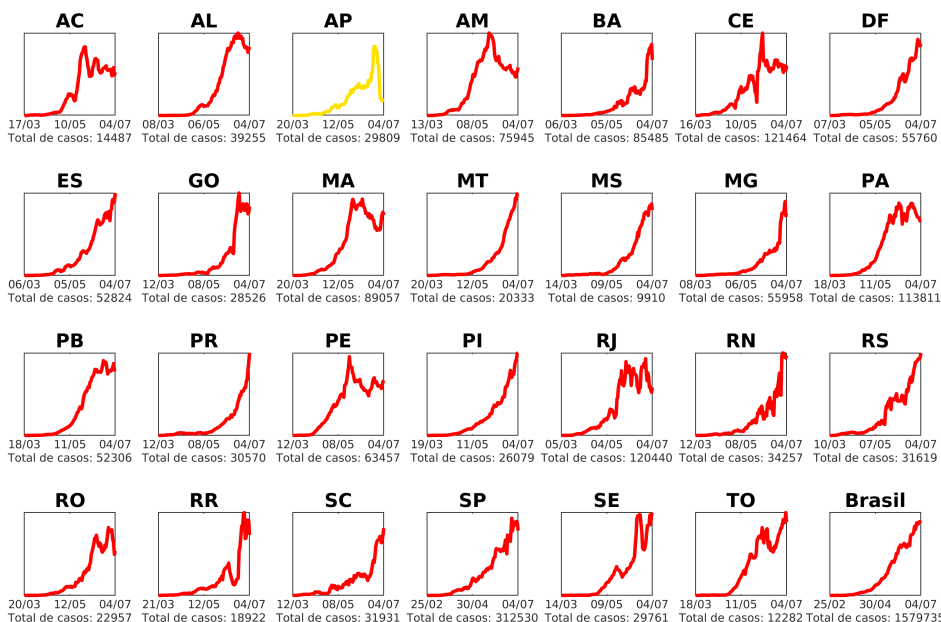 AC AL AP AM BA CE DF
17/03 10/05 04/07 08/03 06/05 04/07 20/03 12/05 04/07 13/03 08/05 04/07 06/03 05/05 04/07 16/03 10/05 04/07 07/03 05/05 04/07
Total de casos: 14487 Total de casos: 39255 Total de casos: 29809 Total de casos: 75945 Total de casos: 85485 Total de casos: 121464 Total de casos: 55760
ES GO MA MT MS MG PA
06/03 05/05 04/07 12/03 08/05 04/07 20/03 12/05 04/07 20/03 12/05 04/07 14/03 09/05 04/07 08/03 06/05 04/07 18/03 11/05 04/07
Total de casos: 52824 Total de casos: 28526 Total de casos: 89057 Total de casos: 20333 Total de casos: 9910 Total de casos: 55958 Total de casos: 113811
PB PR PE PI RJ RN RS
18/03 11/05 04/07 12/03 08/05 04/07 12/03 08/05 04/07 19/03 11/05 04/07 05/03 04/05 04/07 12/03 08/05 04/07 10/03 07/05 04/07
Total de casos: 52306 Total de casos: 30570 Total de casos: 63457 Total de casos: 26079 Total de casos: 120440 Total de casos: 34257 Total de casos: 31619
RO RR SC SP SE TO Brasil
20/03 12/05 04/07 21/03 12/05 04/07 12/03 08/05 04/07 25/02 30/04 04/07 14/03 09/05 04/07 18/03 11/05 04/07 25/02 30/04 04/07
Total de casos: 22957 Total de casos: 18922 Total de casos: 31931 Total de casos: 312530 Total de casos: 29761 Total de casos: 12282 Total de casos: 1579735